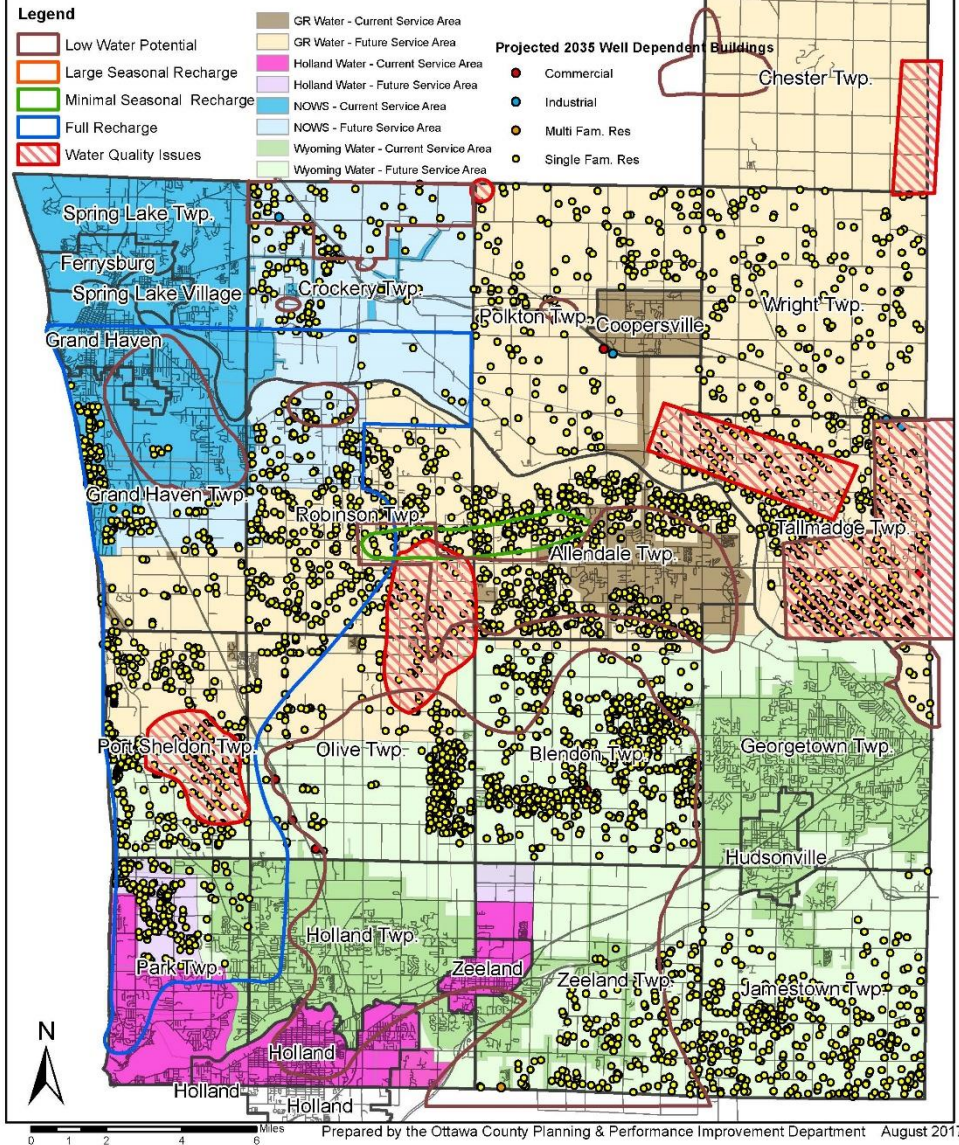 Legend
Low Water Potential
Large Seasonal Recharge
Minimal Seasonal Recharge
Full Recharge
Water Quality Issues
GR Water - Current Service Area
GR Water - Future Service Area
Holland Water - Current Service Area
Holland Water - Future Service Area
NOWS - Current Service Area
NOWS - Future Service Area
Wyoming Water - Current Service Area
Wyoming Water - Future Service Area
Projected 2035 Well Dependent Buildings
Commercial
Industrial
Multi Fam. Res
Single Fam. Res
Chester Twp.
Spring Lake Twp.
Ferrysburg
Spring Lake Village
Crockery Twp.
Polkton Twp.
Coopersville
Wright Twp.
Grand Haven
Grand Haven Twp.
Robinson Twp.
Allendale Twp.
Tallmadge Twp.
Port Sheldon Twp.
Olive Twp.
Blendon Twp.
Georgetown Twp.
Hudsonville
Holland Twp.
Park Twp.
Zeeland
Zeeland Twp.
Jamestown Twp.
Holland
Holland
Holland
N
0 1 2 4 6 Miles
Prepared by the Ottawa County Planning & Performance Improvement Department August 2017